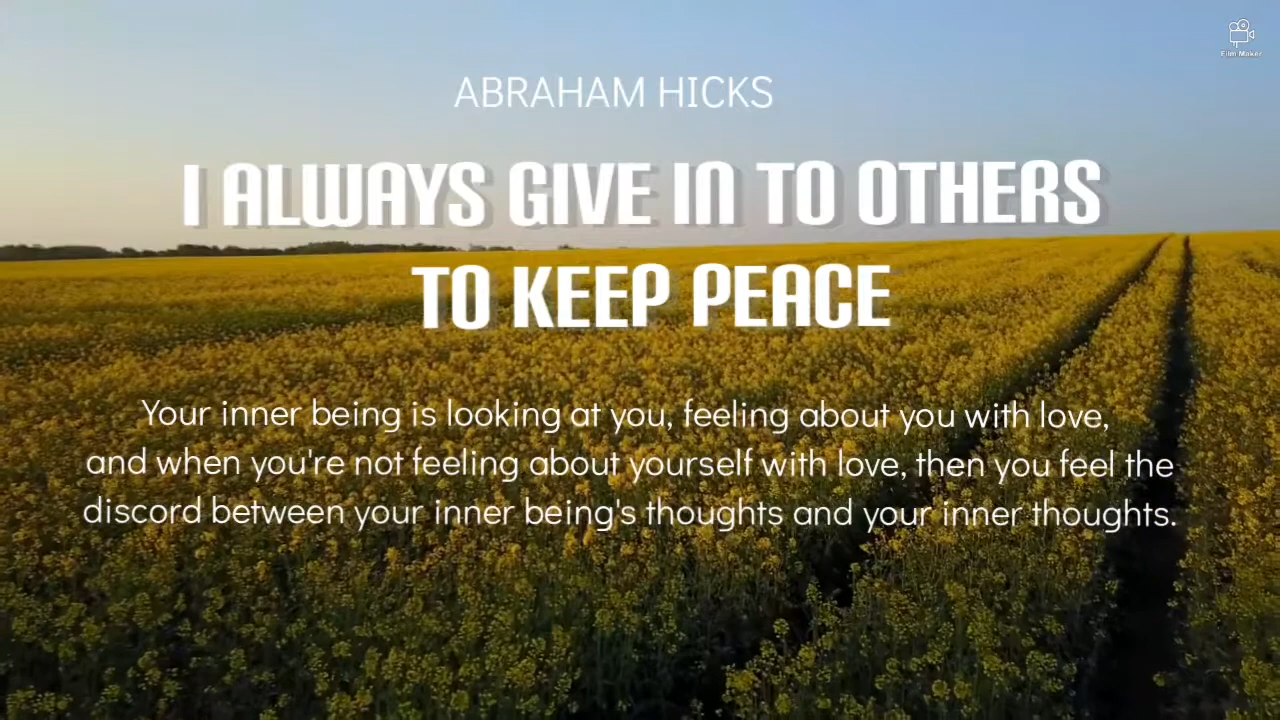 Film Maker
ABRAHAM HICKS
I ALWAYS GIVE IN TO OTHERS
TO KEEP PEACE
Your inner being is looking at you, feeling about you with love,
and when you're not feeling about yourself with love, then you feel the
discord between your inner being's thoughts and your inner thoughts.